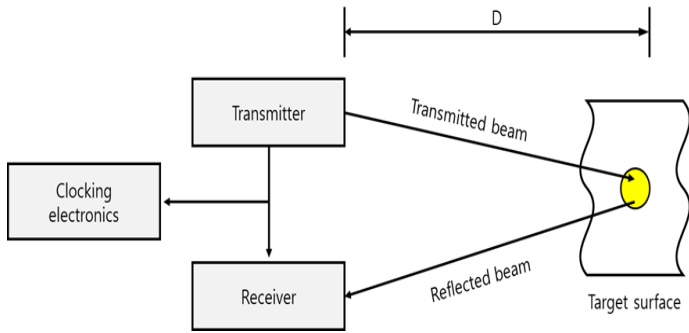 D
Transmitter
Transmitted beam
Clocking
electronics
Receiver
Reflected beam
Target surface